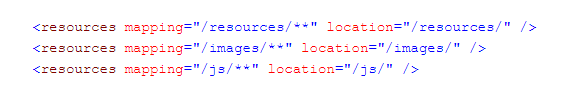 <resources mapping="/resources/**" location="/resources/" />
<resources mapping="/images/**" location="/images/" />
<resources mapping="/js/**" location="/js/" />